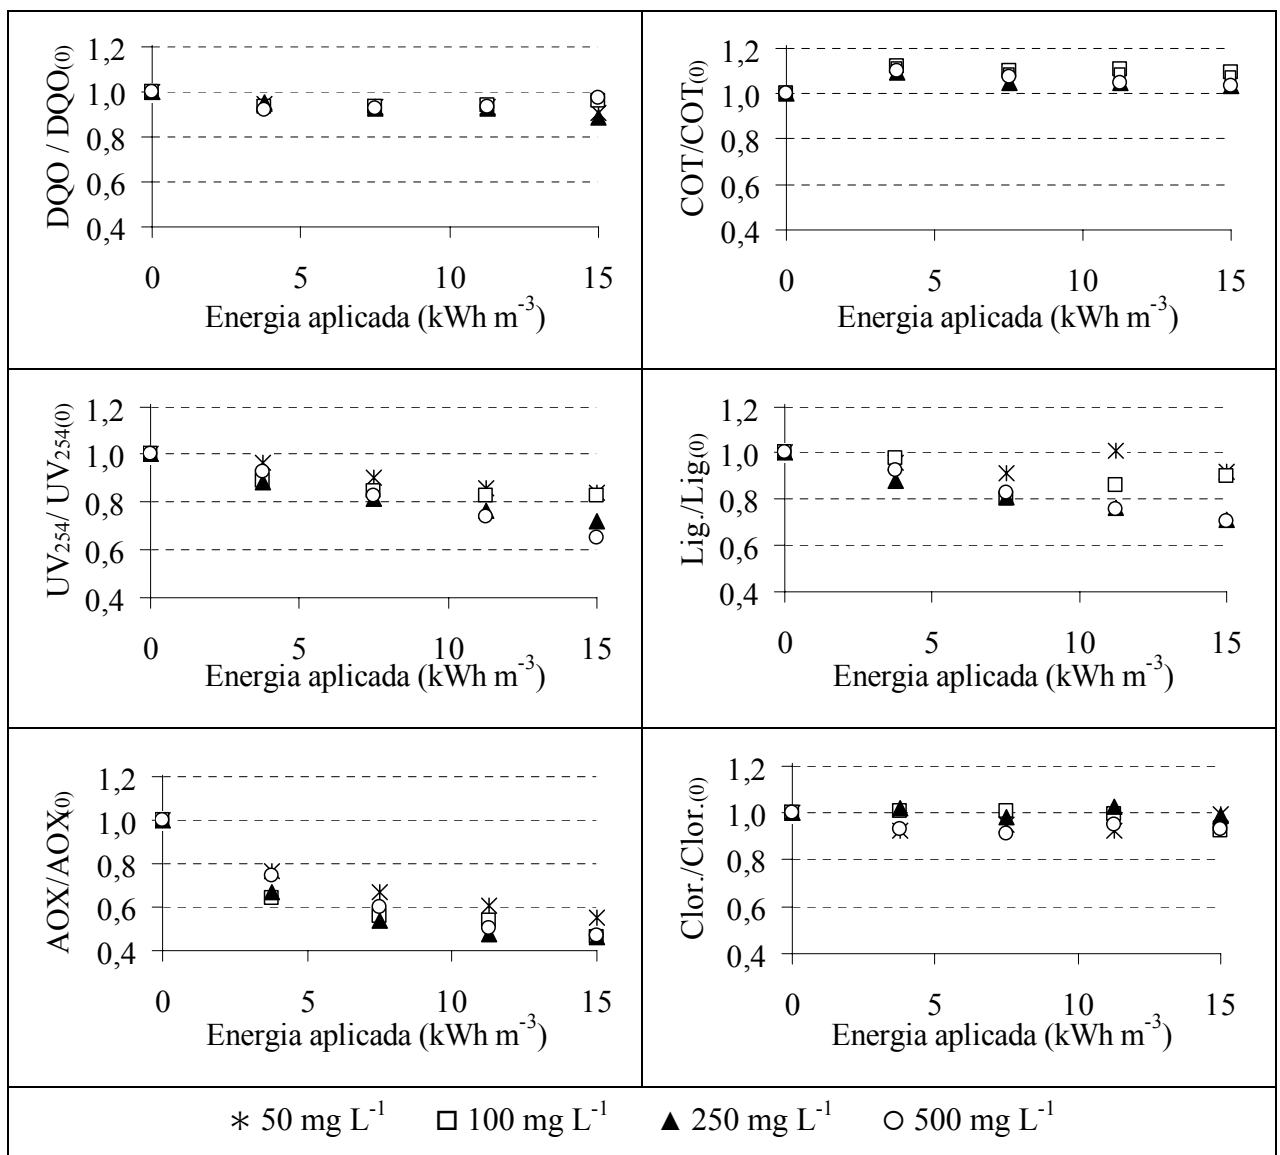 DQO / DQO(0)
1,2
1,0
0,8
0,6
0,4
0 5 10 15
Energia aplicada (kWh m-3)
COT/COT(0)
1,2
1,0
0,8
0,6
0,4
0 5 10 15
Energia aplicada (kWh m-3)
UV254/ UV254(0)
1,2
1,0
0,8
0,6
0,4
0 5 10 15
Energia aplicada (kWh m-3)
Lig./Lig(0)
1,2
1,0
0,8
0,6
0,4
0 5 10 15
Energia aplicada (kWh m-3)
AOX/AOX(0)
1,2
1,0
0,8
0,6
0,4
0 5 10 15
Energia aplicada (kWh m-3)
Clor./Clor.(0)
1,2
1,0
0,8
0,6
0,4
0 5 10 15
Energia aplicada (kWh m-3)
50 mg L-1 100 mg L-1 250 mg L-1 500 mg L-1